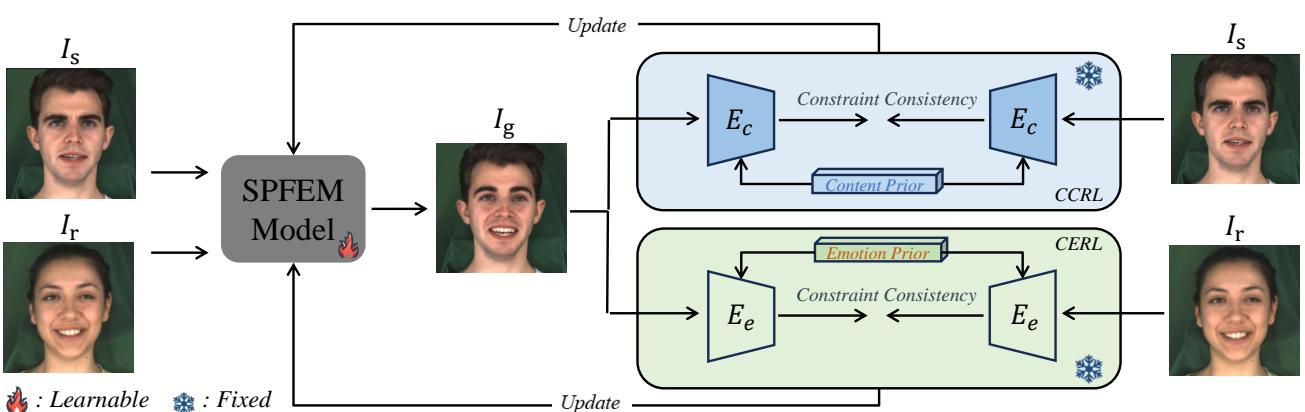 Update
I_s
I_s
E_c
Constraint Consistency
E_c
I_g
SPFEM
Model
Content Prior
CCRL
I_r
I_r
CERL
Emotion Prior
Constraint Consistency
E_e
E_e
: Learnable
: Fixed
Update